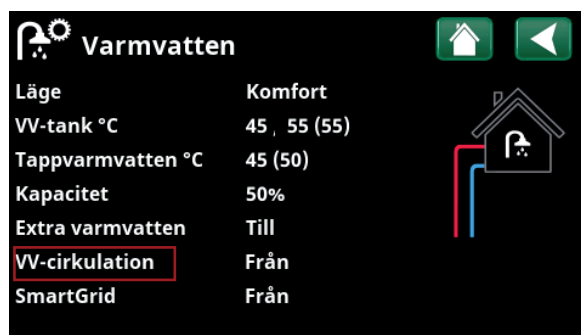 Varmvatten
Läge Komfort
VV-tank °C 45 , 55 (55)
Tappvarmvatten °C 45 (50)
Kapacitet 50%
Extra varmvatten Till
VV-cirkulation Från
SmartGrid Från